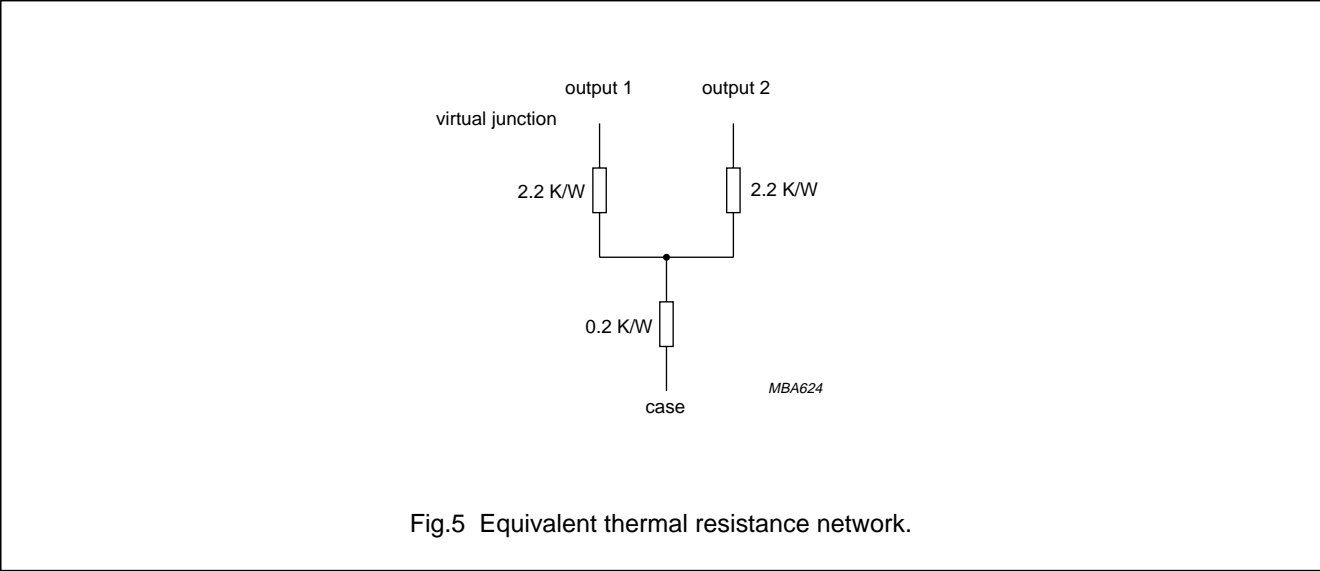 output 1
output 2
virtual junction
2.2 K/W
2.2 K/W
0.2 K/W
MBA624
case
Fig.5 Equivalent thermal resistance network.